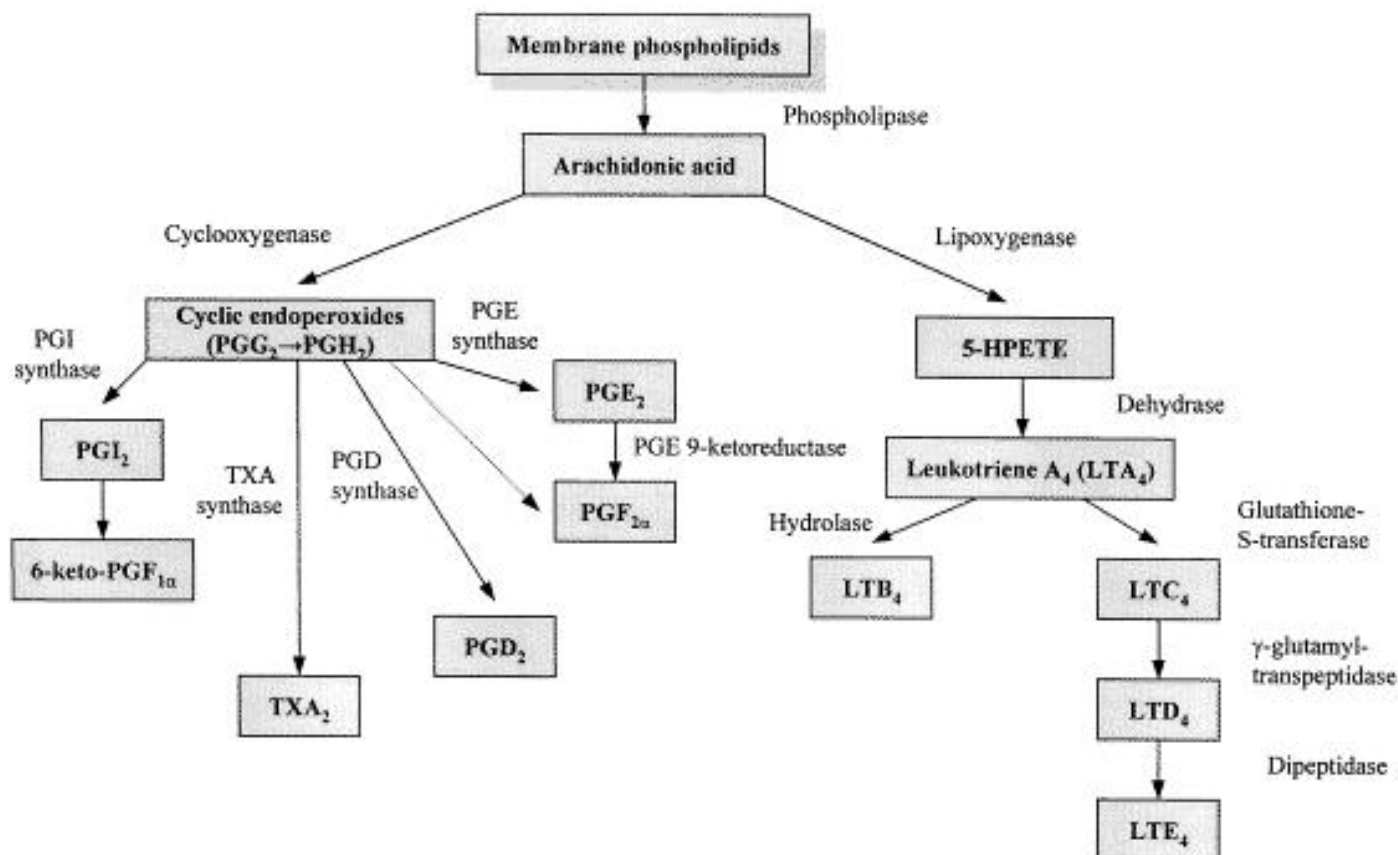 Membrane phospholipids
Phospholipase
Arachidonic acid
Cyclooxygenase
Lipoxygenase
Cyclic endoperoxides
(PGG₂→PGH₂)
PGE
synthase
PGI
synthase
5-HPETE
PGE₂
Dehydrase
PGI₂
PGE 9-ketoreductase
TXA
synthase
PGD
synthase
Leukotriene A₄ (LTA₄)
PGF₂α
Hydrolase
Glutathione-
S-transferase
6-keto-PGF₁α
LTB₄
LTC₄
PGD₂
γ-glutamyl-
transpeptidase
TXA₂
LTD₄
Dipeptidase
LTE₄